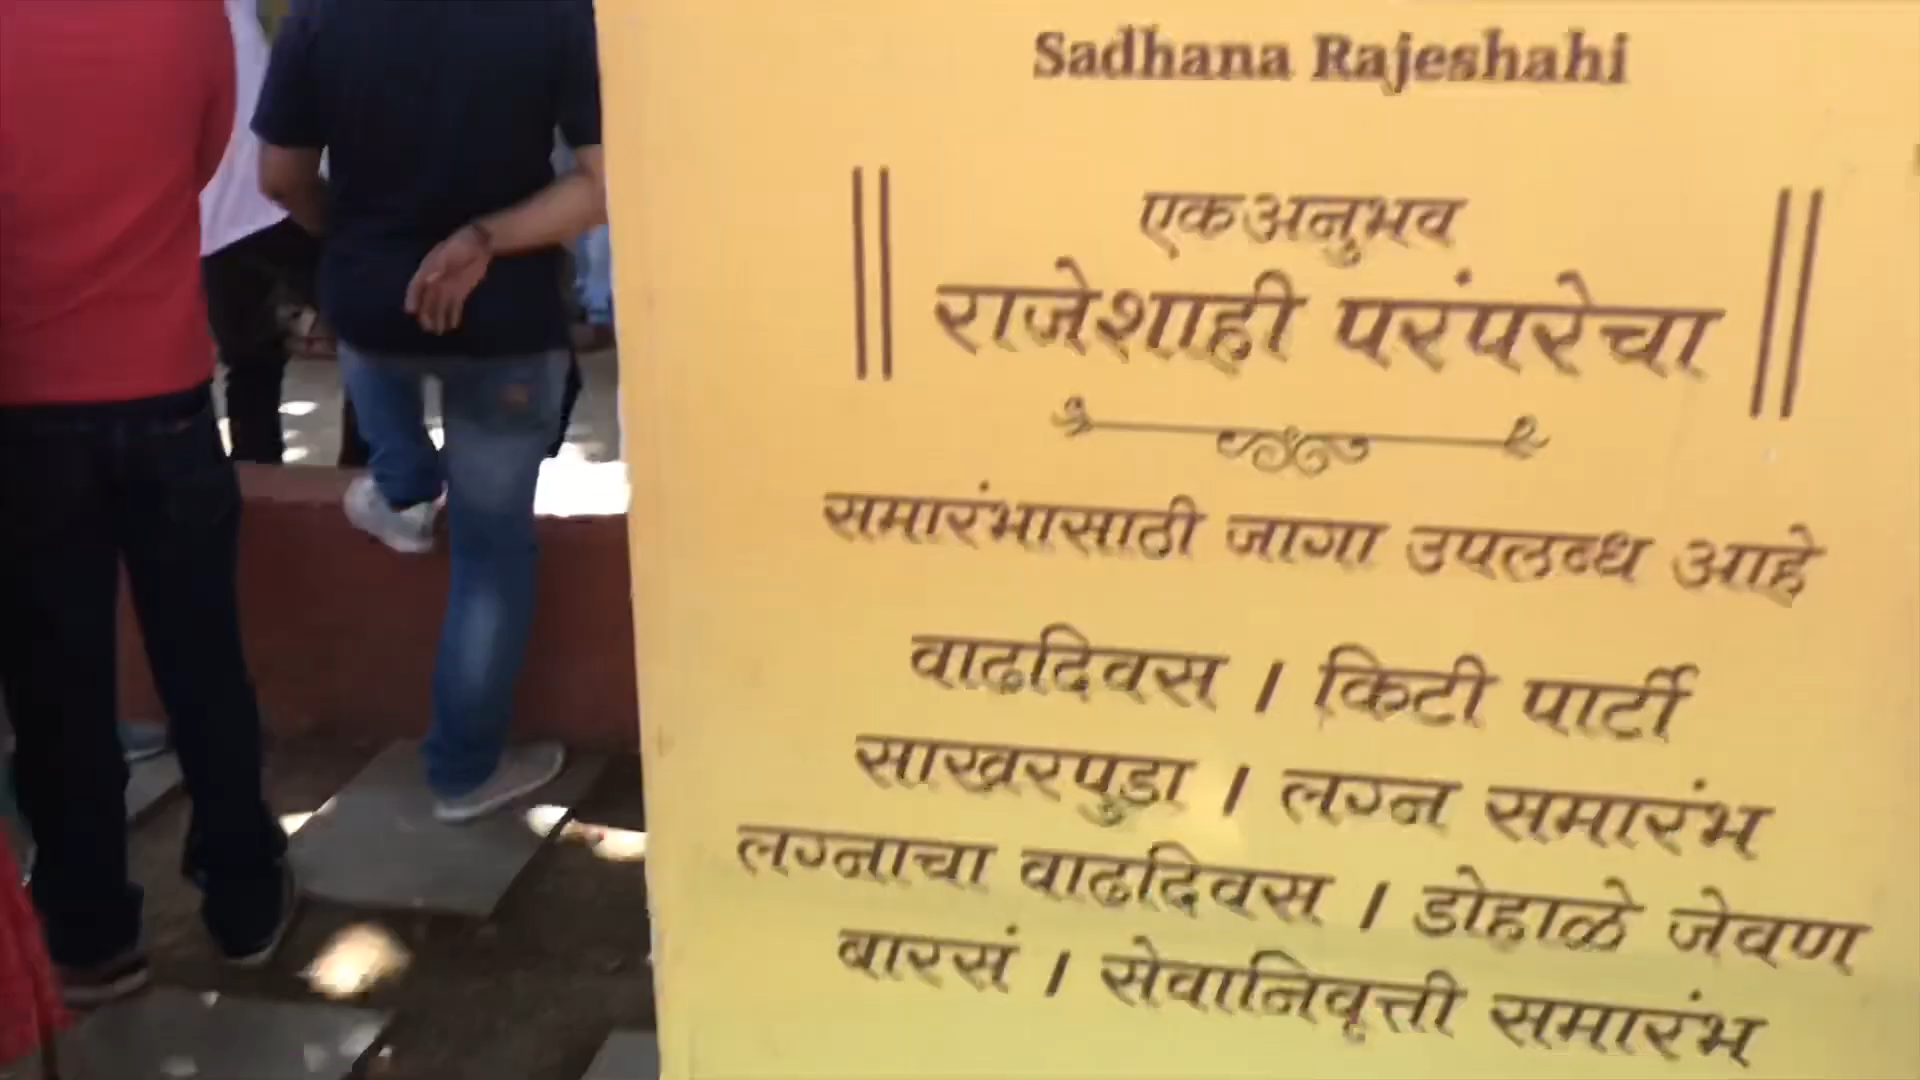 Sadhana Rajeshahi
एक अनुभव
राजेशाही परंपरेचा
समारंभासाठी जागा उपलब्ध आहे
वाढदिवस । किटी पार्टी
साखरपुडा । लग्न समारंभ
लग्नाचा वाढदिवस । डोहाळे जेवण
बारसं । सेवानिवृत्ती समारंभ